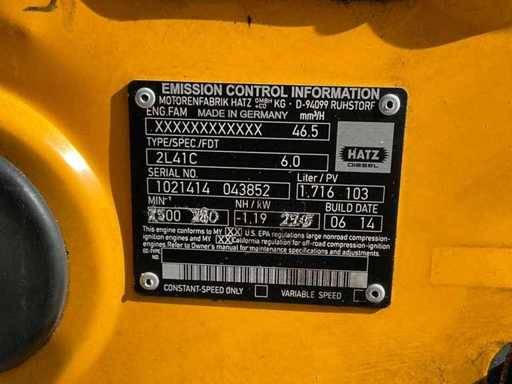 EMISSION CONTROL INFORMATION
MOTORENFABRIK HATZ GMBH +CO KG · D-94099 RUHSTORF
ENG.FAM MADE IN GERMANY mm³/H
.XXXXXXXXXXXX 46.5
TYPE/SPEC./FDT
2L41C 6.0
HATZ
DIESEL
SERIAL NO. Liter/PV
1021414 043852 1.716 103
MIN⁻¹ NH / kW BUILD DATE
-1.19 06 14
This engine conforms to MY XX U.S. EPA regulations large nonroad compression-
ignition engines. MY XX California regulation for off-road compression-ignition
engines. Refer to Owner's manual for maintenance specifications and adjustments.
NO.
CONSTANT-SPEED ONLY VARIABLE SPEED